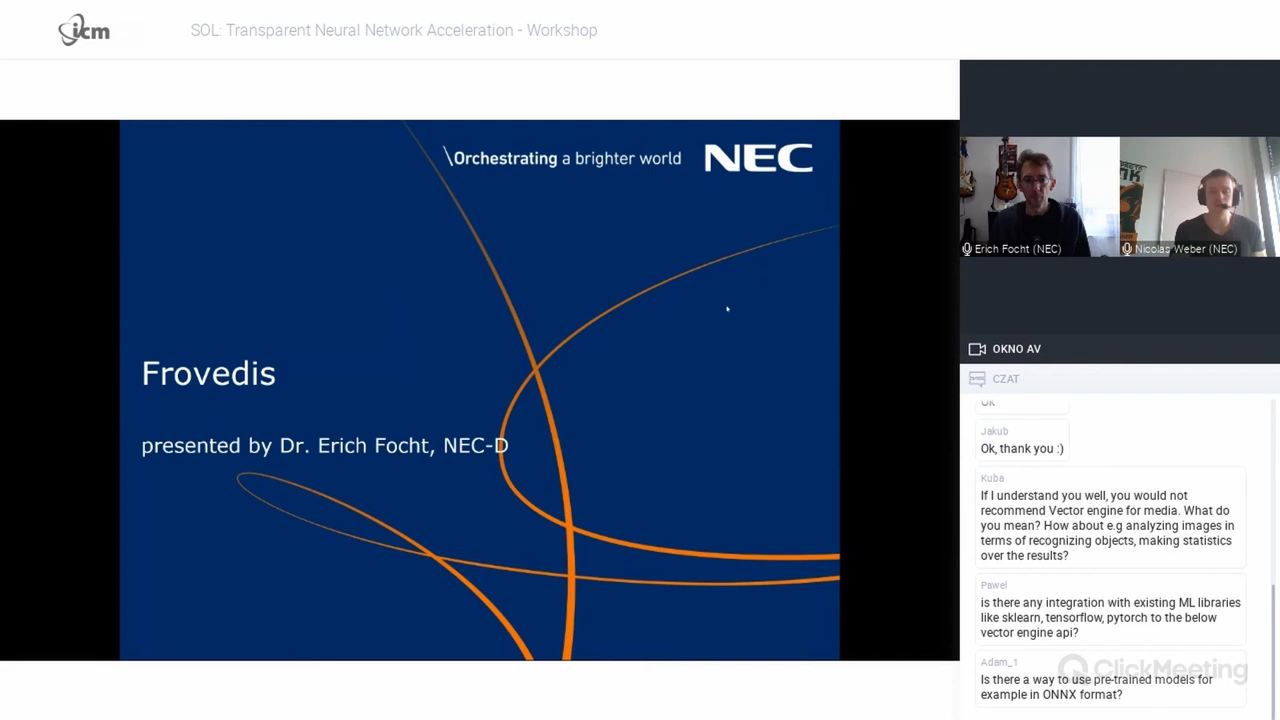 icm
SOL: Transparent Neural Network Acceleration - Workshop
\Orchestrating a brighter world
NEC
Frovedis
presented by Dr. Erich Focht, NEC-D
Erich Focht (NEC)
Nicolas Weber (NEC)
OKNO AV
CZAT
OK
Jakub
Ok, thank you :)
Kuba
If I understand you well, you would not
recommend Vector engine for media. What do
you mean? How about e.g analyzing images in
terms of recognizing objects, making statistics
over the results?
Pawel
is there any integration with existing ML libraries
like sklearn, tensorflow, pytorch to the below
vector engine api?
Adam_1
Is there a way to use pre-trained models for
example in ONNX format?
ClickMeeting